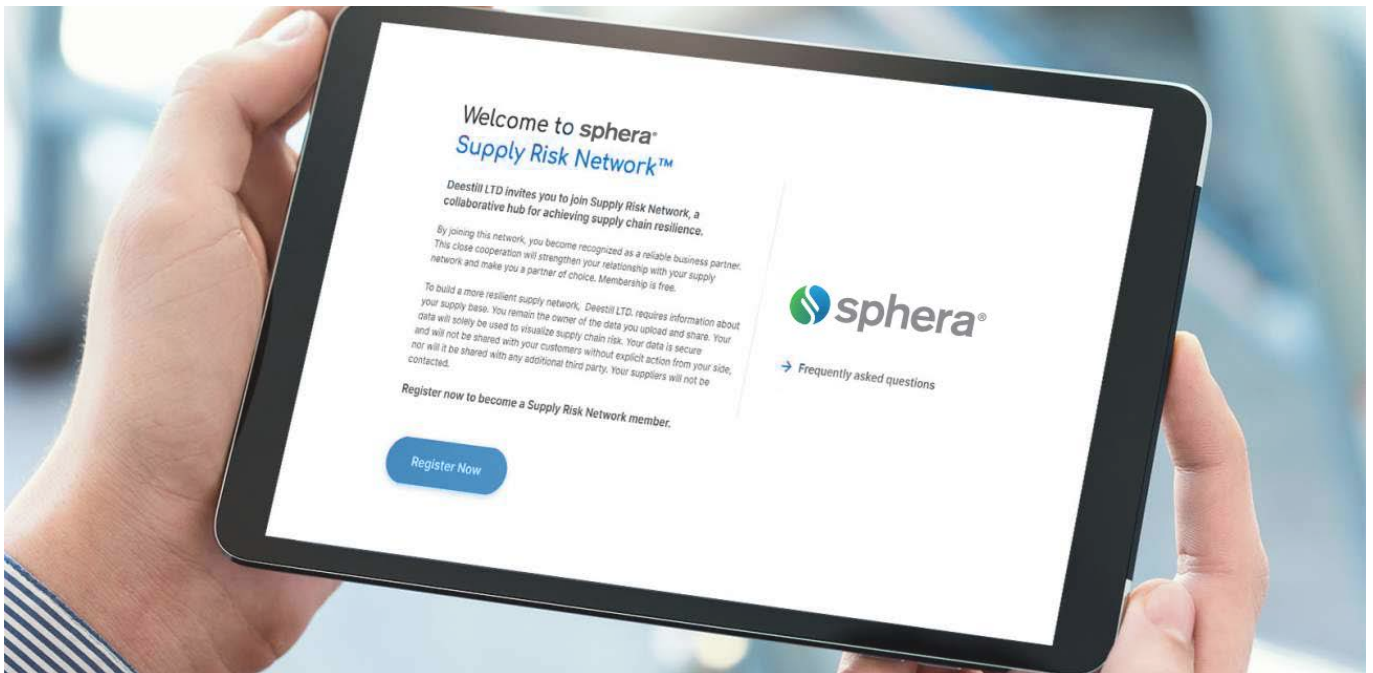 Welcome to sphera®
Supply Risk Network™
Deestill LTD invites you to join Supply Risk Network, a
collaborative hub for achieving supply chain resilience.
By joining this network, you become recognized as a reliable business partner.
This close cooperation will strengthen your relationship with your supply
network and make you a partner of choice. Membership is free.
To build a more resilient supply network, Deestill LTD. requires information about
your supply base. You remain the owner of the data you upload and share. Your
data will solely be used to visualize supply chain risk. Your data is secure
and will not be shared with your customers without explicit action from your side,
nor will it be shared with any additional third party. Your suppliers will not be
contacted.
Register now to become a Supply Risk Network member.
Register Now
sphera®
→ Frequently asked questions